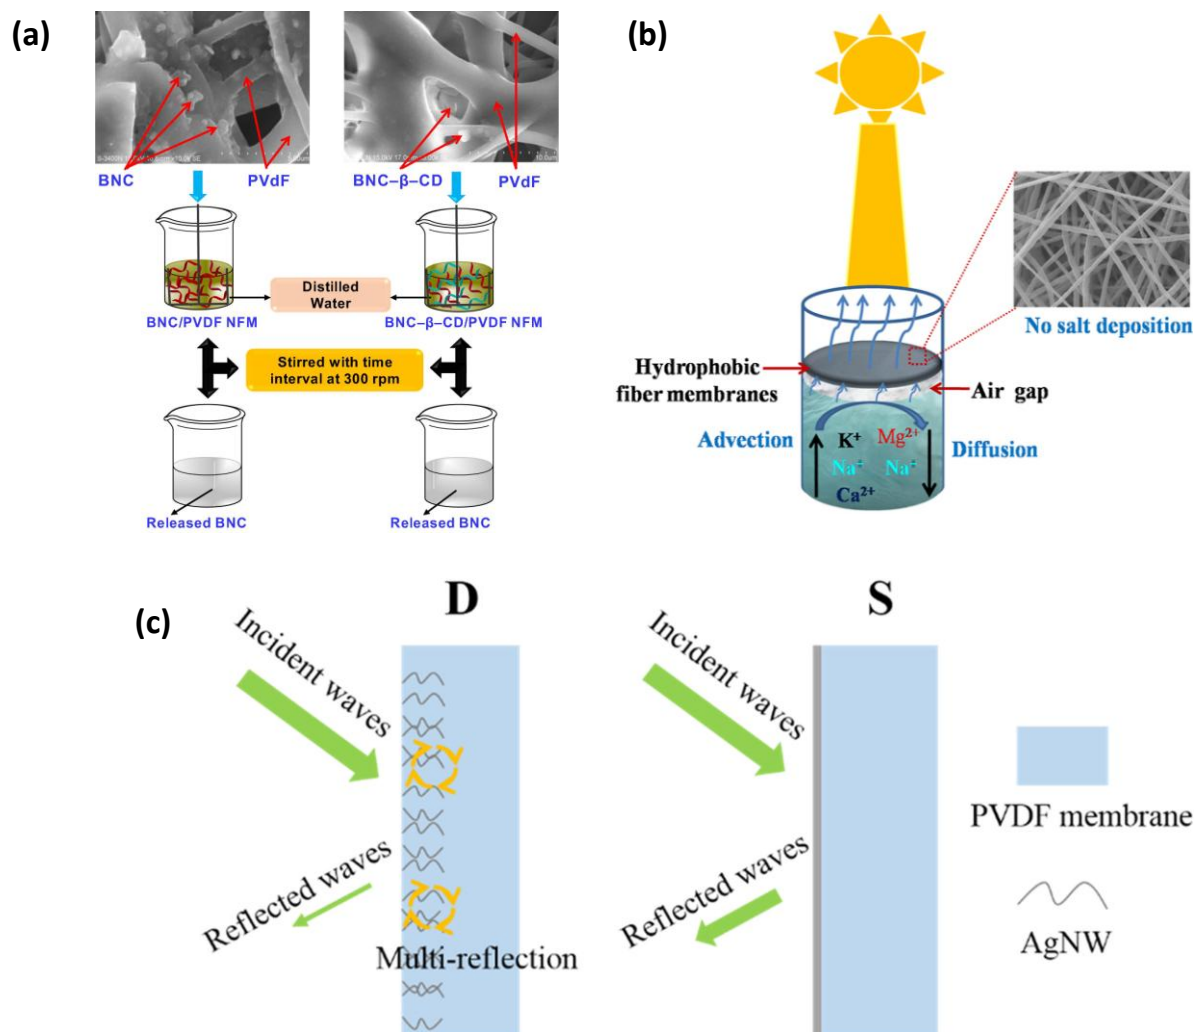 (a)
BNC
PVdF
BNC–β–CD
PVdF
Distilled
Water
BNC/PVDF NFM
BNC–β–CD/PVDF NFM
Stirred with time
interval at 300 rpm
Released BNC
Released BNC
(b)
No salt deposition
Hydrophobic
fiber membranes
Air gap
Advection
Diffusion
K⁺
Mg²⁺
Na⁺
Na⁺
Ca²⁺
(c)
D
S
Incident waves
Reflected waves
Multi-reflection
Incident waves
Reflected waves
PVDF membrane
AgNW